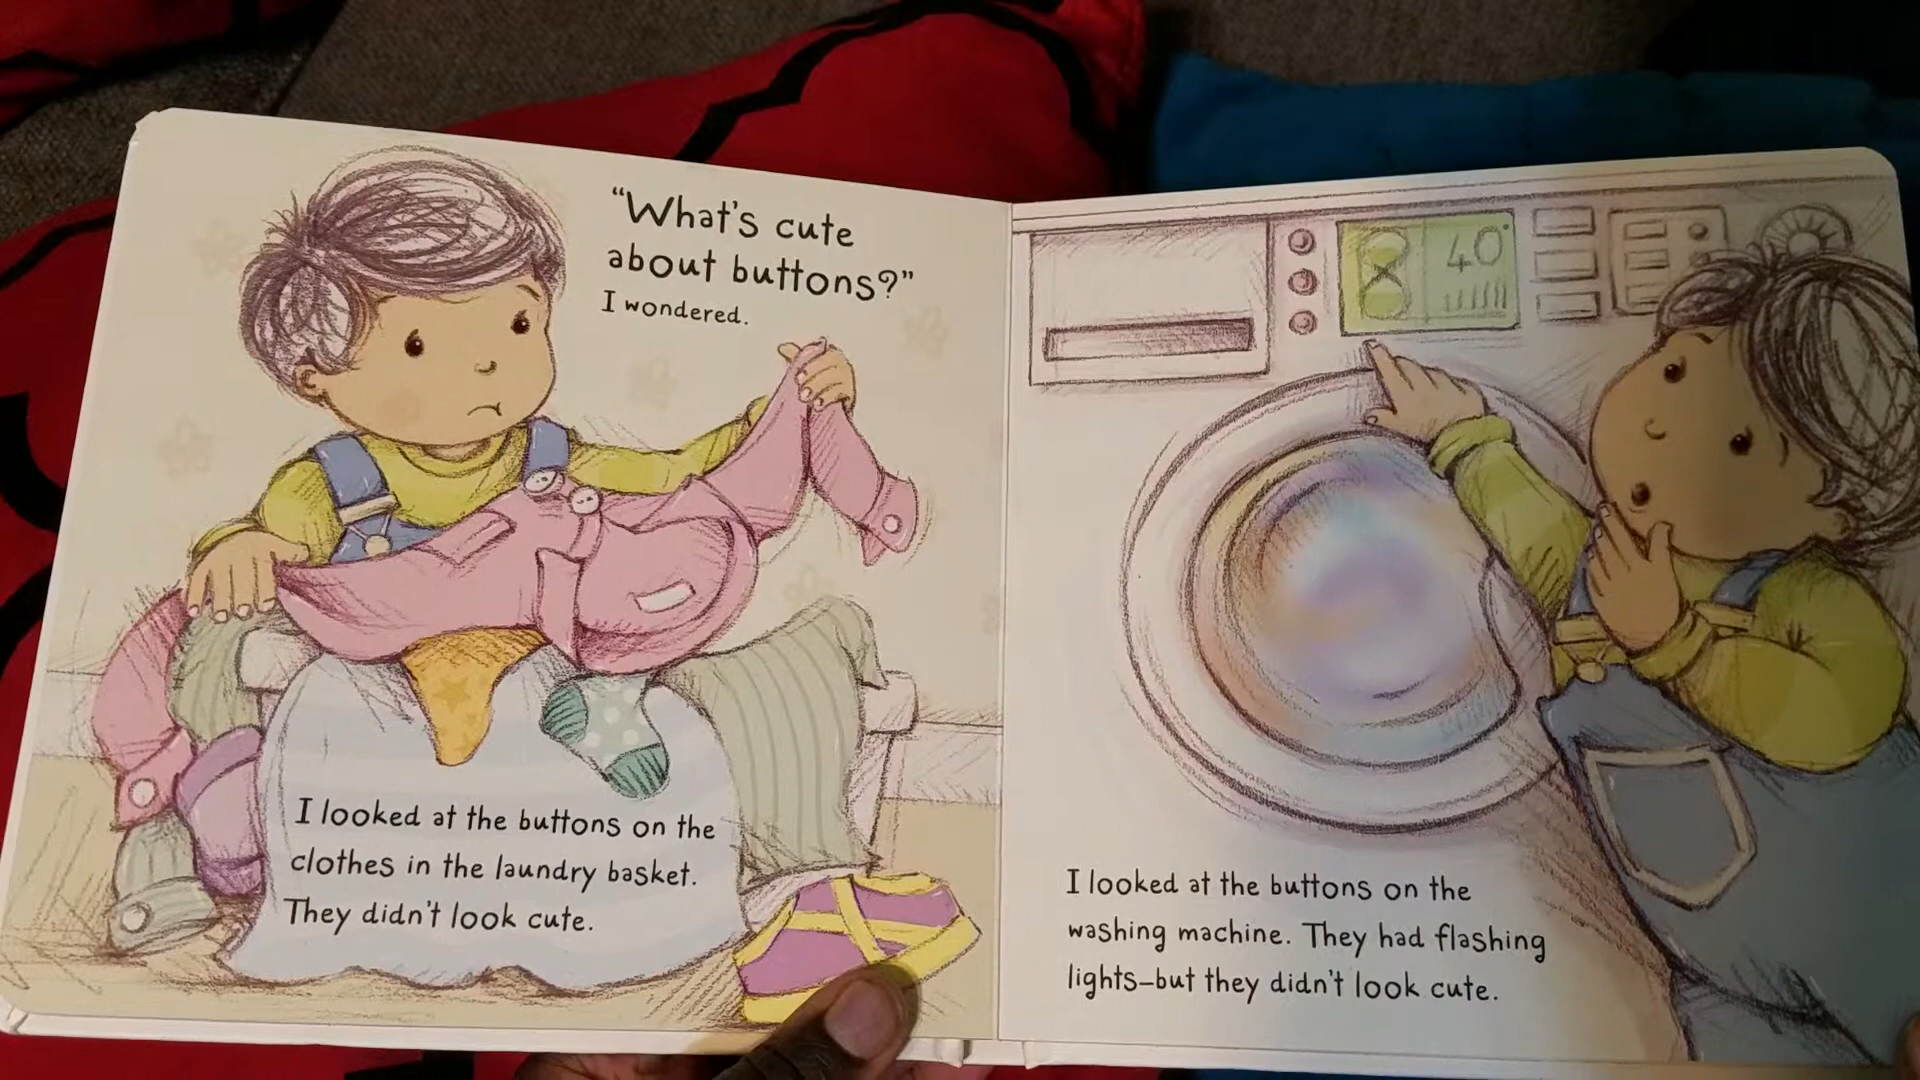 “What's cute
about buttons?”
I wondered.
I looked at the buttons on the
clothes in the laundry basket.
They didn't look cute.
40°
I looked at the buttons on the
washing machine. They had flashing
lights–but they didn't look cute.